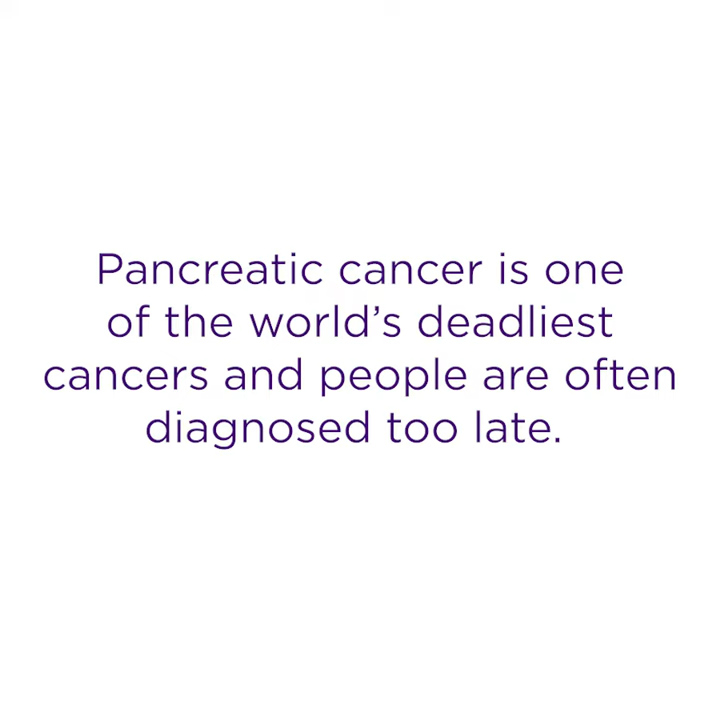 Pancreatic cancer is one
of the world’s deadliest
cancers and people are often
diagnosed too late.